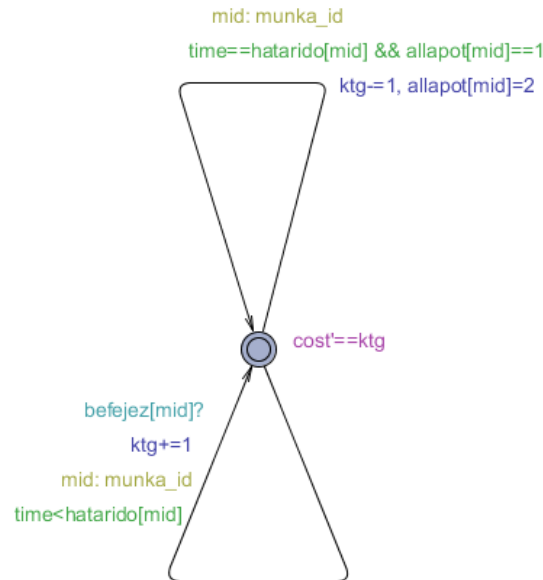 mid: munka_id
time==hatarido[mid] && allapot[mid]==1
ktg-=1, allapot[mid]=2
cost'==ktg
befejez[mid]?
ktg+=1
mid: munka_id
time<hatarido[mid]